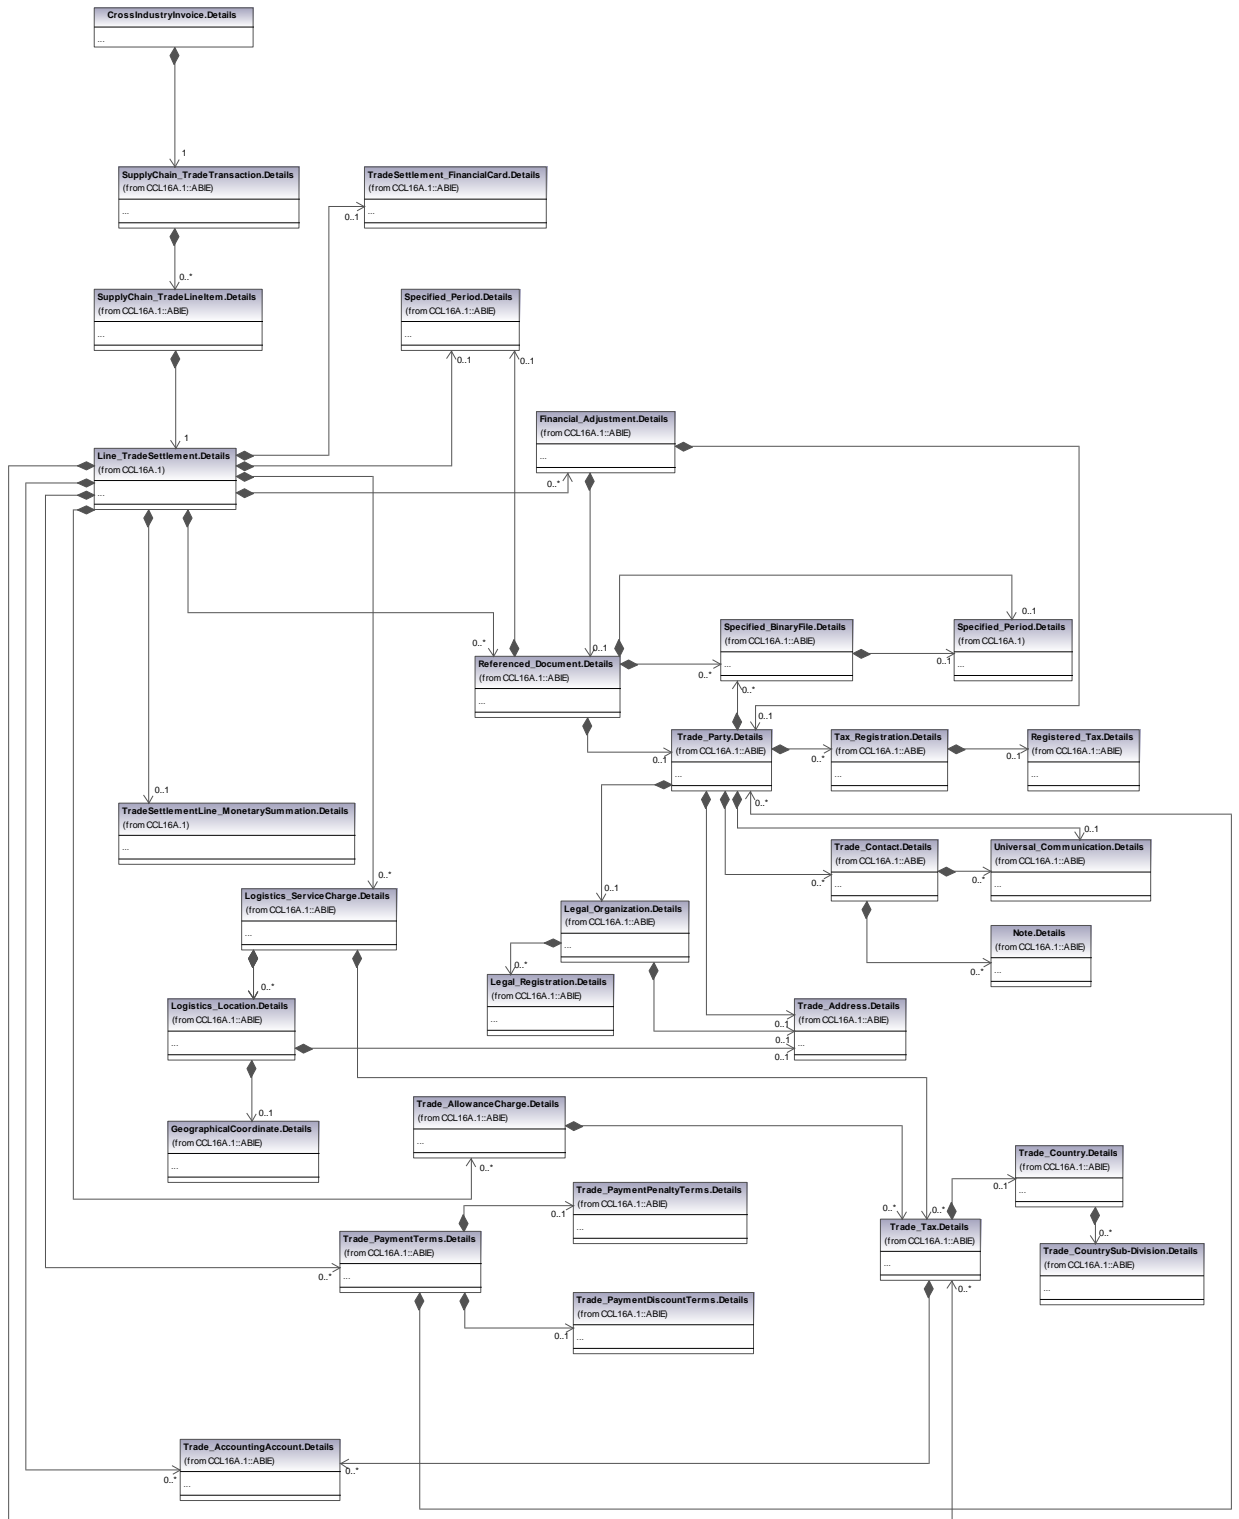 CrossIndustryInvoice.Details
...
1
SupplyChain_TradeTransaction.Details
(from CCL16A.1::ABIE)
...
TradeSettlement_FinancialCard.Details
(from CCL16A.1::ABIE)
...
0..1
0..*
SupplyChain_TradeLineItem.Details
(from CCL16A.1::ABIE)
...
Specified_Period.Details
(from CCL16A.1::ABIE)
...
0..1
0..1
Financial_Adjustment.Details
(from CCL16A.1::ABIE)
...
1
Line_TradeSettlement.Details
(from CCL16A.1)
...
0..*
0..1
0..*
0..1
Specified_BinaryFile.Details
(from CCL16A.1::ABIE)
...
Specified_Period.Details
(from CCL16A.1)
...
0..1
Referenced_Document.Details
(from CCL16A.1::ABIE)
...
0..*
0..*
0..1
Trade_Party.Details
(from CCL16A.1::ABIE)
...
0..1
Tax_Registration.Details
(from CCL16A.1::ABIE)
...
0..*
Registered_Tax.Details
(from CCL16A.1::ABIE)
...
0..1
0..1
TradeSettlementLine_MonetarySummation.Details
(from CCL16A.1)
...
0..*
0..1
Trade_Contact.Details
(from CCL16A.1::ABIE)
...
0..*
Universal_Communication.Details
(from CCL16A.1::ABIE)
...
0..*
0..*
Logistics_ServiceCharge.Details
(from CCL16A.1::ABIE)
...
0..1
Legal_Organization.Details
(from CCL16A.1::ABIE)
...
Note.Details
(from CCL16A.1::ABIE)
...
0..*
0..*
Legal_Registration.Details
(from CCL16A.1::ABIE)
...
0..*
Logistics_Location.Details
(from CCL16A.1::ABIE)
...
Trade_Address.Details
(from CCL16A.1::ABIE)
...
0..1
0..1
0..1
0..1
GeographicalCoordinate.Details
(from CCL16A.1::ABIE)
...
Trade_AllowanceCharge.Details
(from CCL16A.1::ABIE)
...
0..*
Trade_Country.Details
(from CCL16A.1::ABIE)
...
0..1
Trade_PaymentPenaltyTerms.Details
(from CCL16A.1::ABIE)
...
0..1
0..*
0..*
Trade_Tax.Details
(from CCL16A.1::ABIE)
...
0..*
Trade_CountrySub-Division.Details
(from CCL16A.1::ABIE)
...
Trade_PaymentTerms.Details
(from CCL16A.1::ABIE)
...
0..*
0..*
Trade_PaymentDiscountTerms.Details
(from CCL16A.1::ABIE)
...
0..1
Trade_AccountingAccount.Details
(from CCL16A.1::ABIE)
...
0..*
0..*